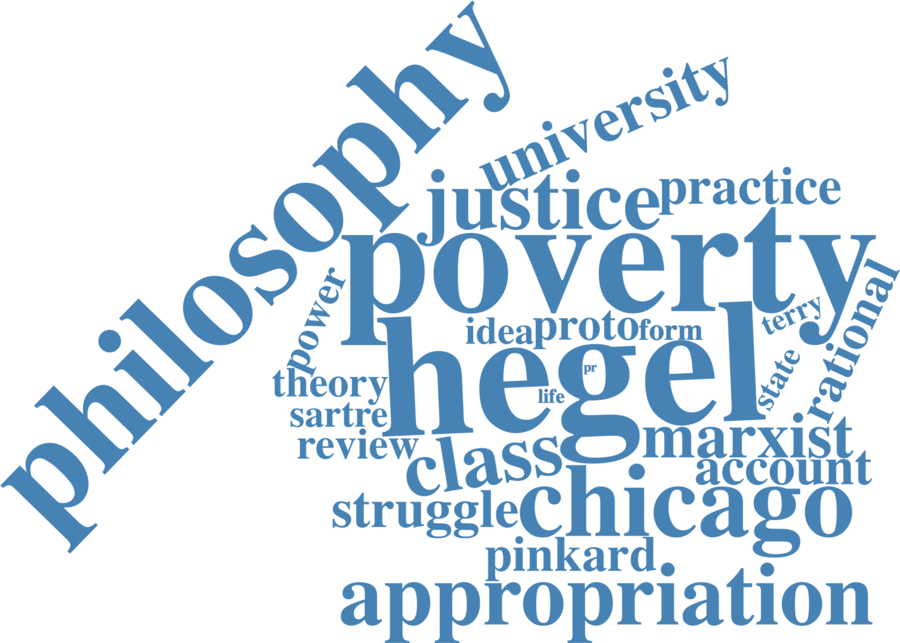 philosophy
university
justice
practice
poverty
power
rational
terry
idea
proto
form
hegel
pr
state
theory
life
sartre
review
marxist
class
account
struggle
chicago
pinkard
appropriation